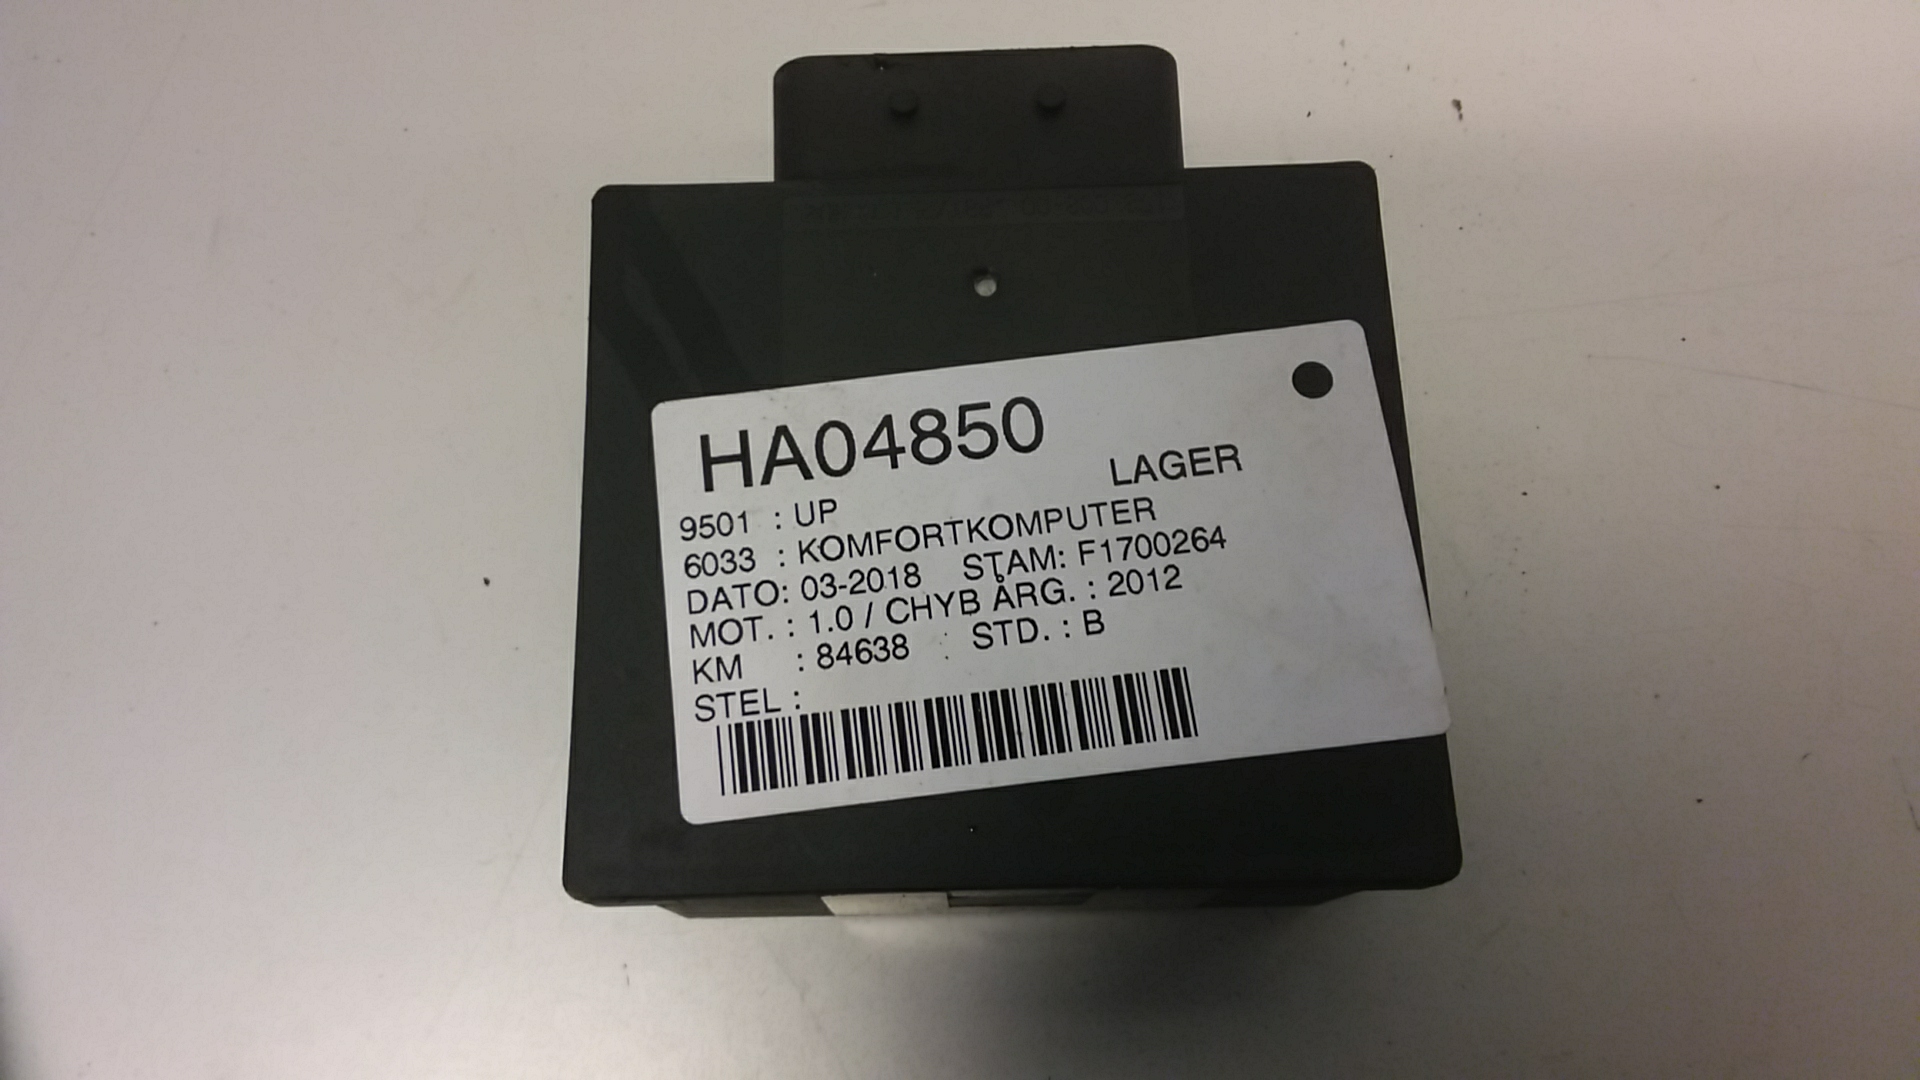 HA04850
LAGER
9501 : UP
6033 : KOMFORTKOMPUTER
DATO: 03-2018 STAM: F1700264
MOT. : 1.0 / CHYB ÅRG. : 2012
KM : 84638 STD. : B
STEL :